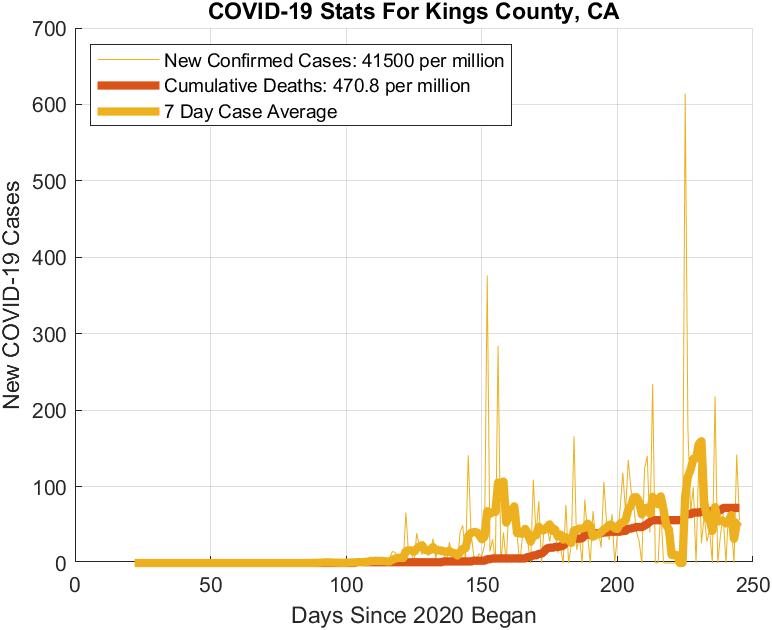 COVID-19 Stats For Kings County, CA
700
600
500
400
300
200
100
0
New COVID-19 Cases
New Confirmed Cases: 41500 per million
Cumulative Deaths: 470.8 per million
7 Day Case Average
0 50 100 150 200 250
Days Since 2020 Began